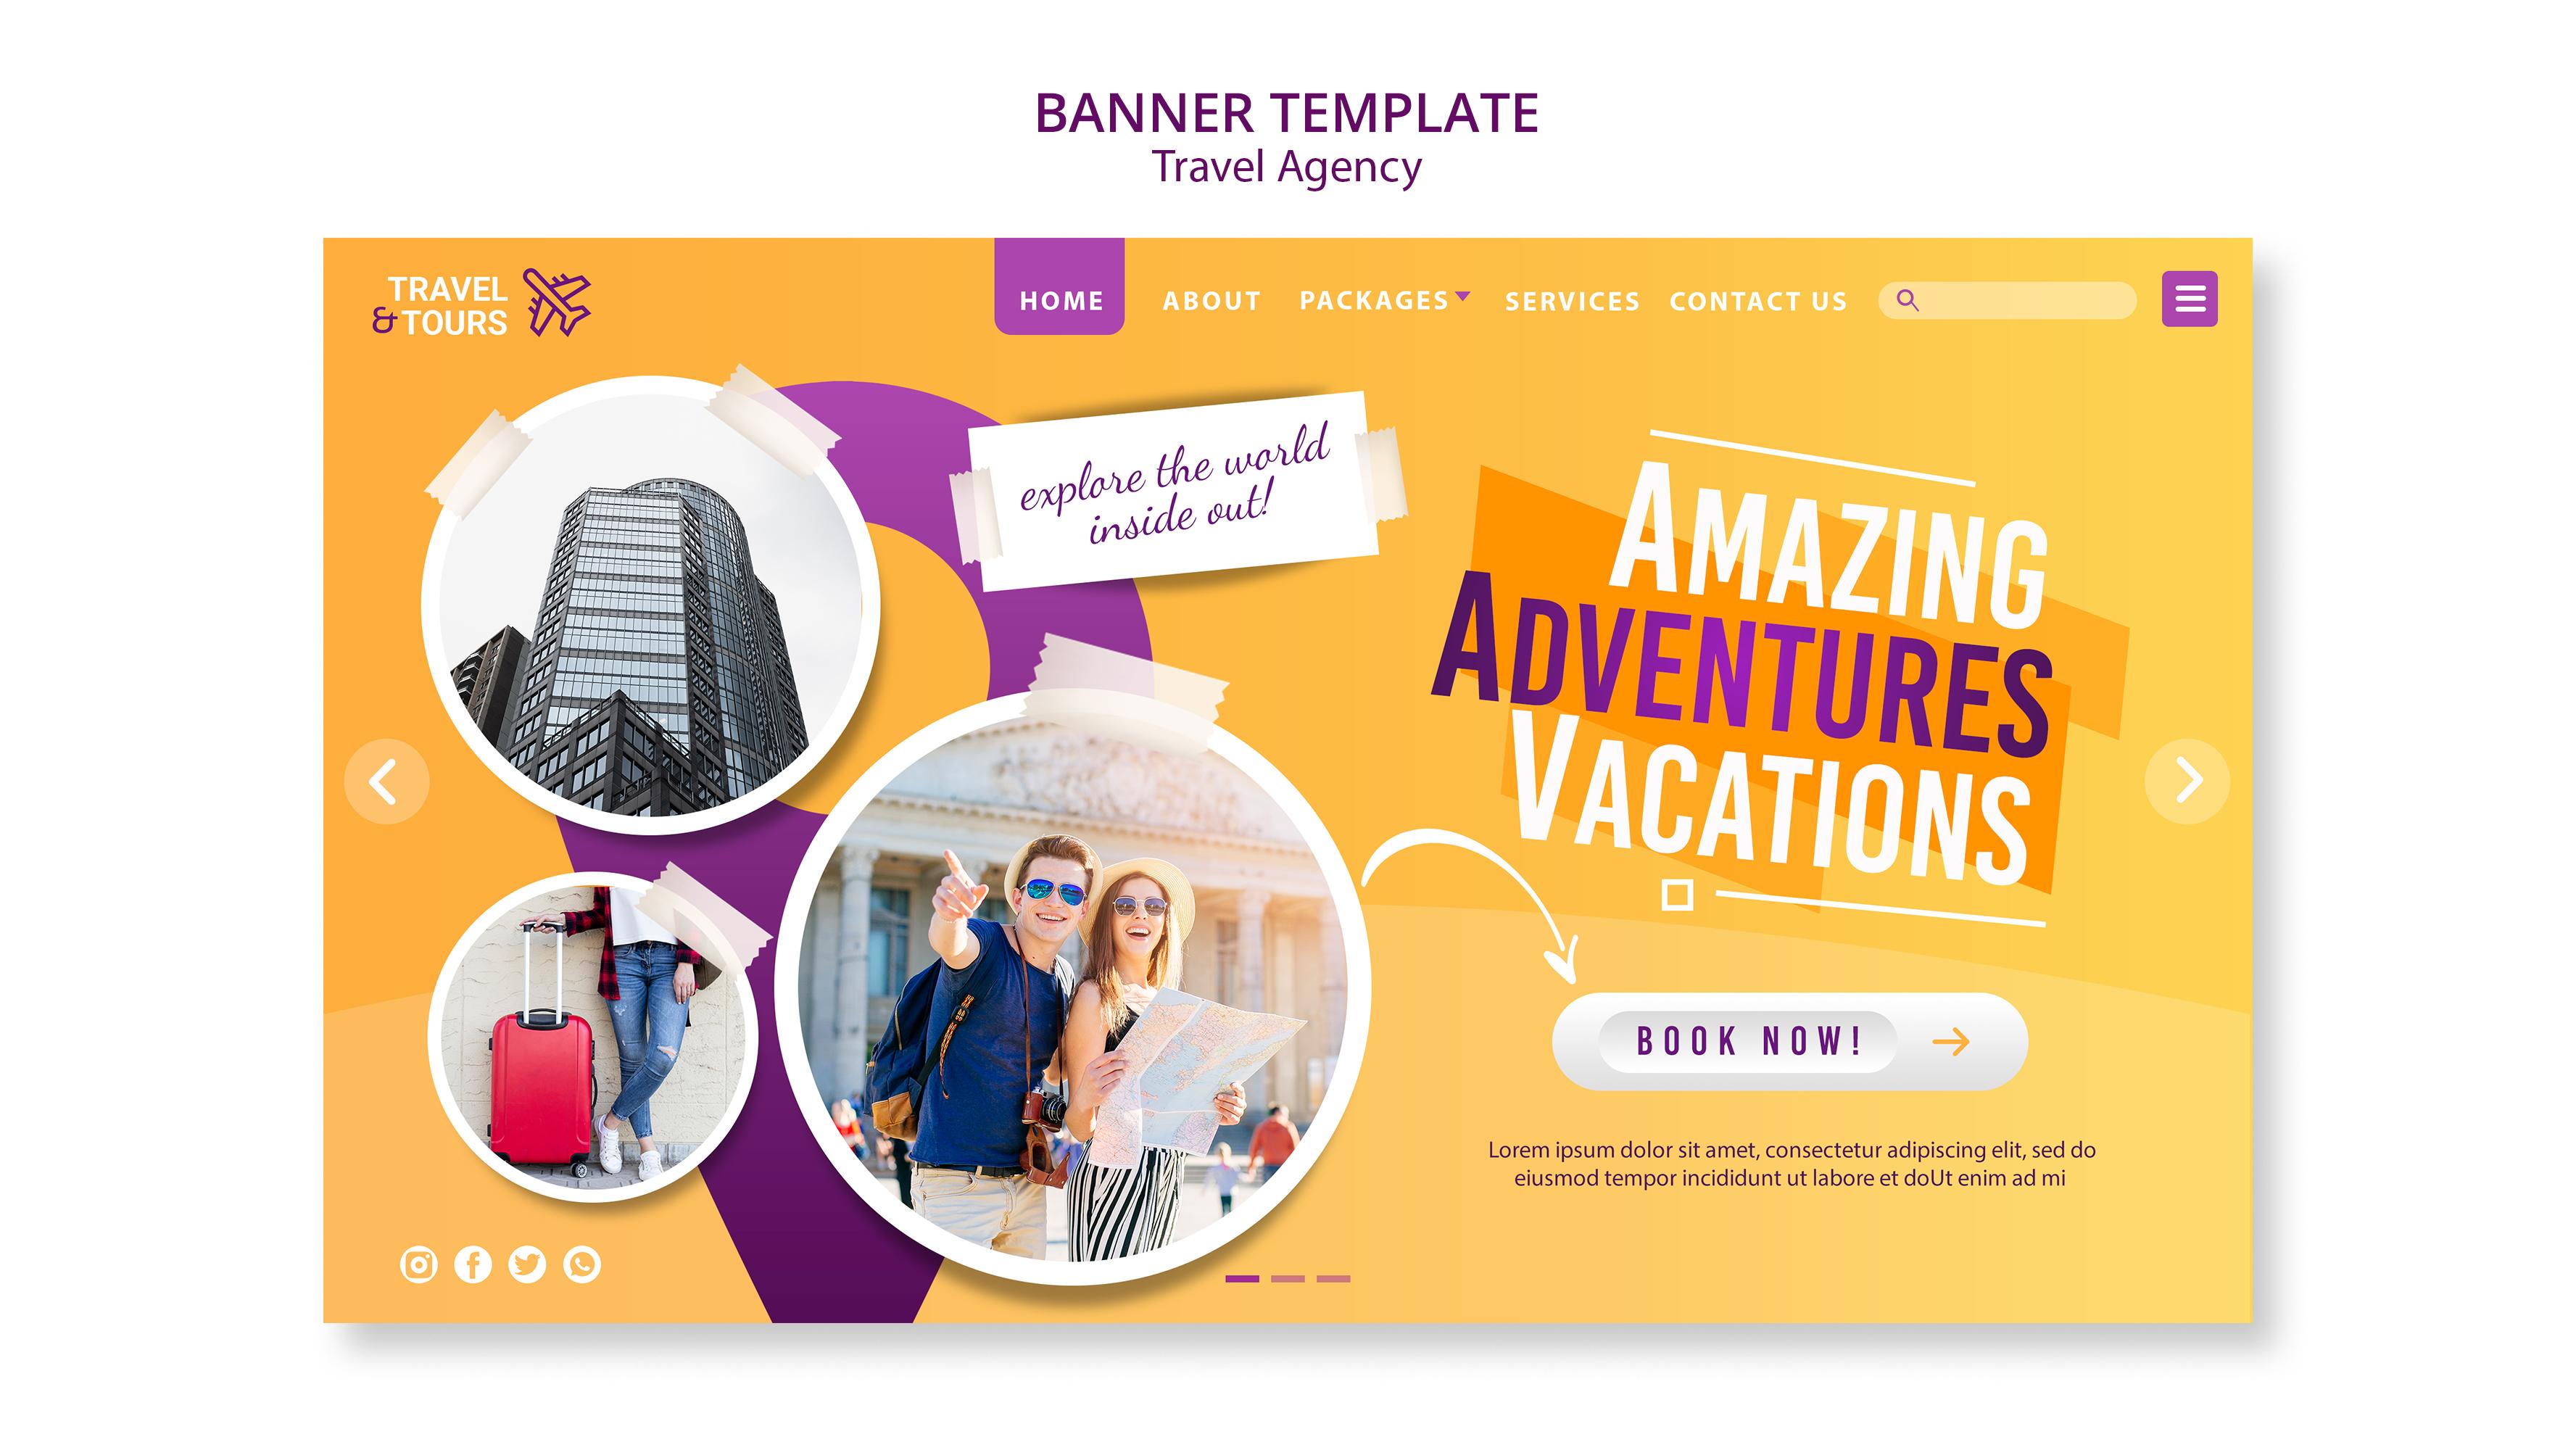 BANNER TEMPLATE
Travel Agency
TRAVEL
& TOURS
HOME ABOUT PACKAGES SERVICES CONTACT US
explore the world
inside out!
AMAZING
ADVENTURES
VACATIONS
BOOK NOW!
Lorem ipsum dolor sit amet, consectetur adipiscing elit, sed do
eiusmod tempor incididunt ut labore et doUt enim ad mi